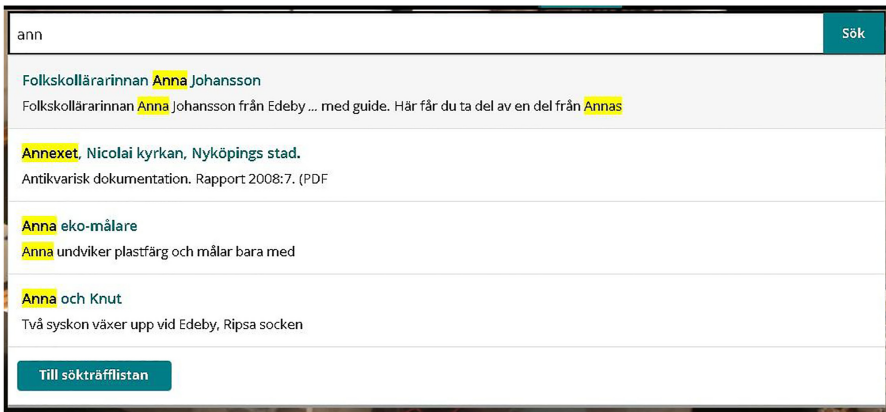 ann
Sök
Folkskollärarinnan Anna Johansson
Folkskollärarinnan Anna Johansson från Edeby ... med guide. Här får du ta del av en del från Annas
Annexet, Nicolai kyrkan, Nyköpings stad.
Antikvarisk dokumentation. Rapport 2008:7. (PDF
Anna eko-målare
Anna undviker plastfärg och målar bara med
Anna och Knut
Två syskon växer upp vid Edeby, Ripsa socken
Till sökträfflistan